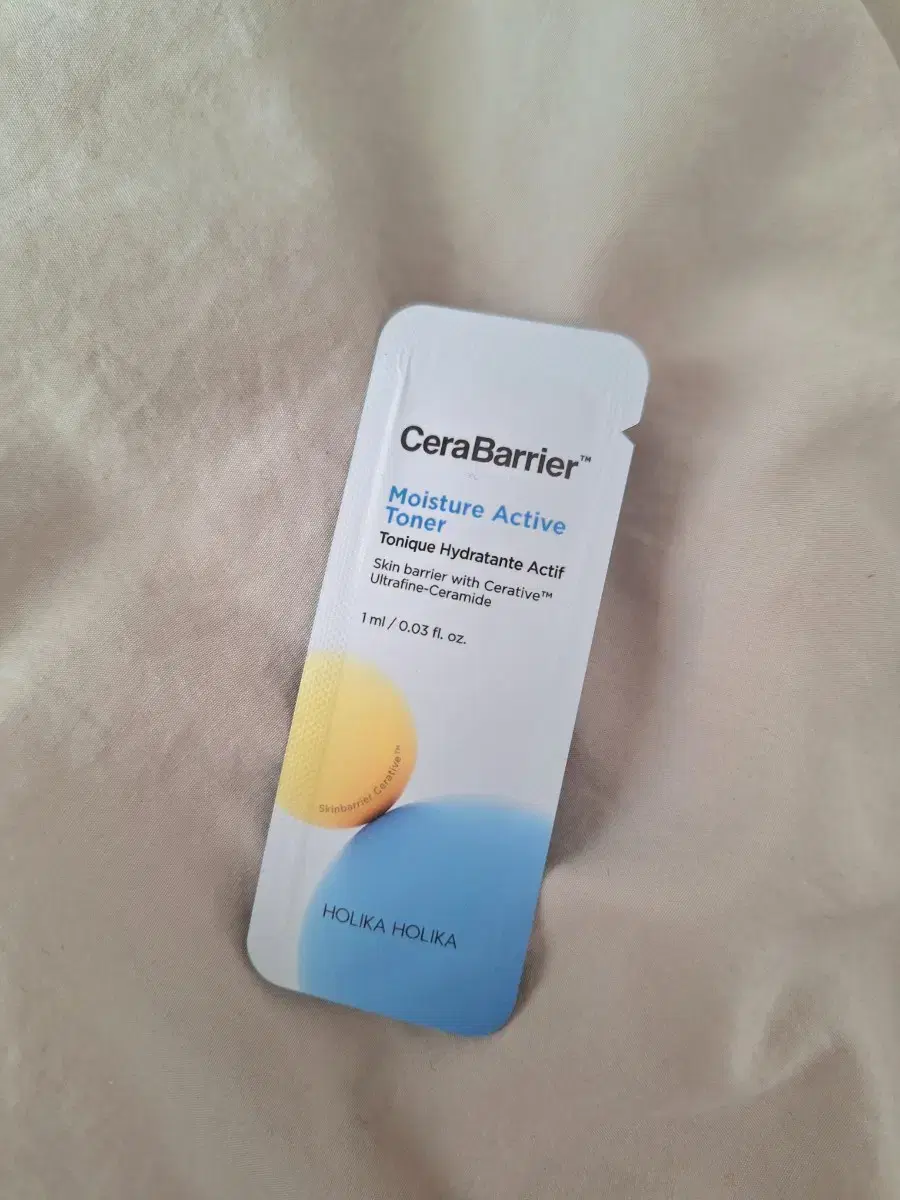 CeraBarrier™
Moisture Active
Toner
Tonique Hydratante Actif
Skin barrier with Cerative™
Ultrafine-Ceramide
1 ml / 0.03 fl. oz.
Skinbarrier Cerative™
HOLIKA HOLIKA